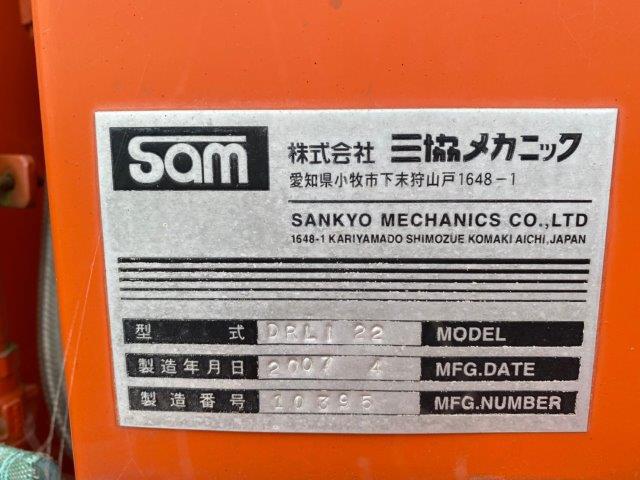 sam 株式会社 三協メカニック
愛知県小牧市下末狩山戸1648-1
SANKYO MECHANICS CO.,LTD
1648-1 KARIYAMADO SHIMOZUE KOMAKI AICHI,JAPAN
型式 DRLI 22 MODEL
製造年月日 2007 4 MFG.DATE
製造番号 10395 MFG.NUMBER